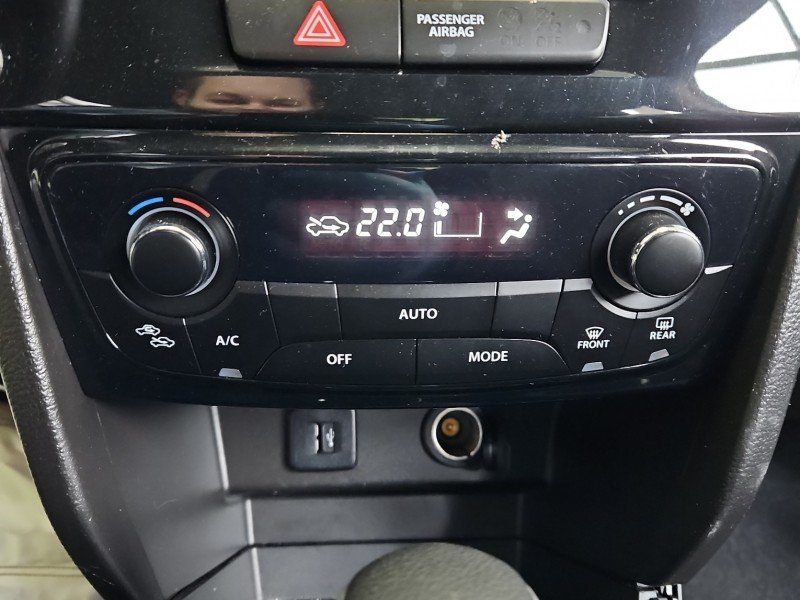 PASSENGER
AIRBAG
ON
OFF
22.0
A/C
AUTO
OFF
MODE
FRONT
REAR